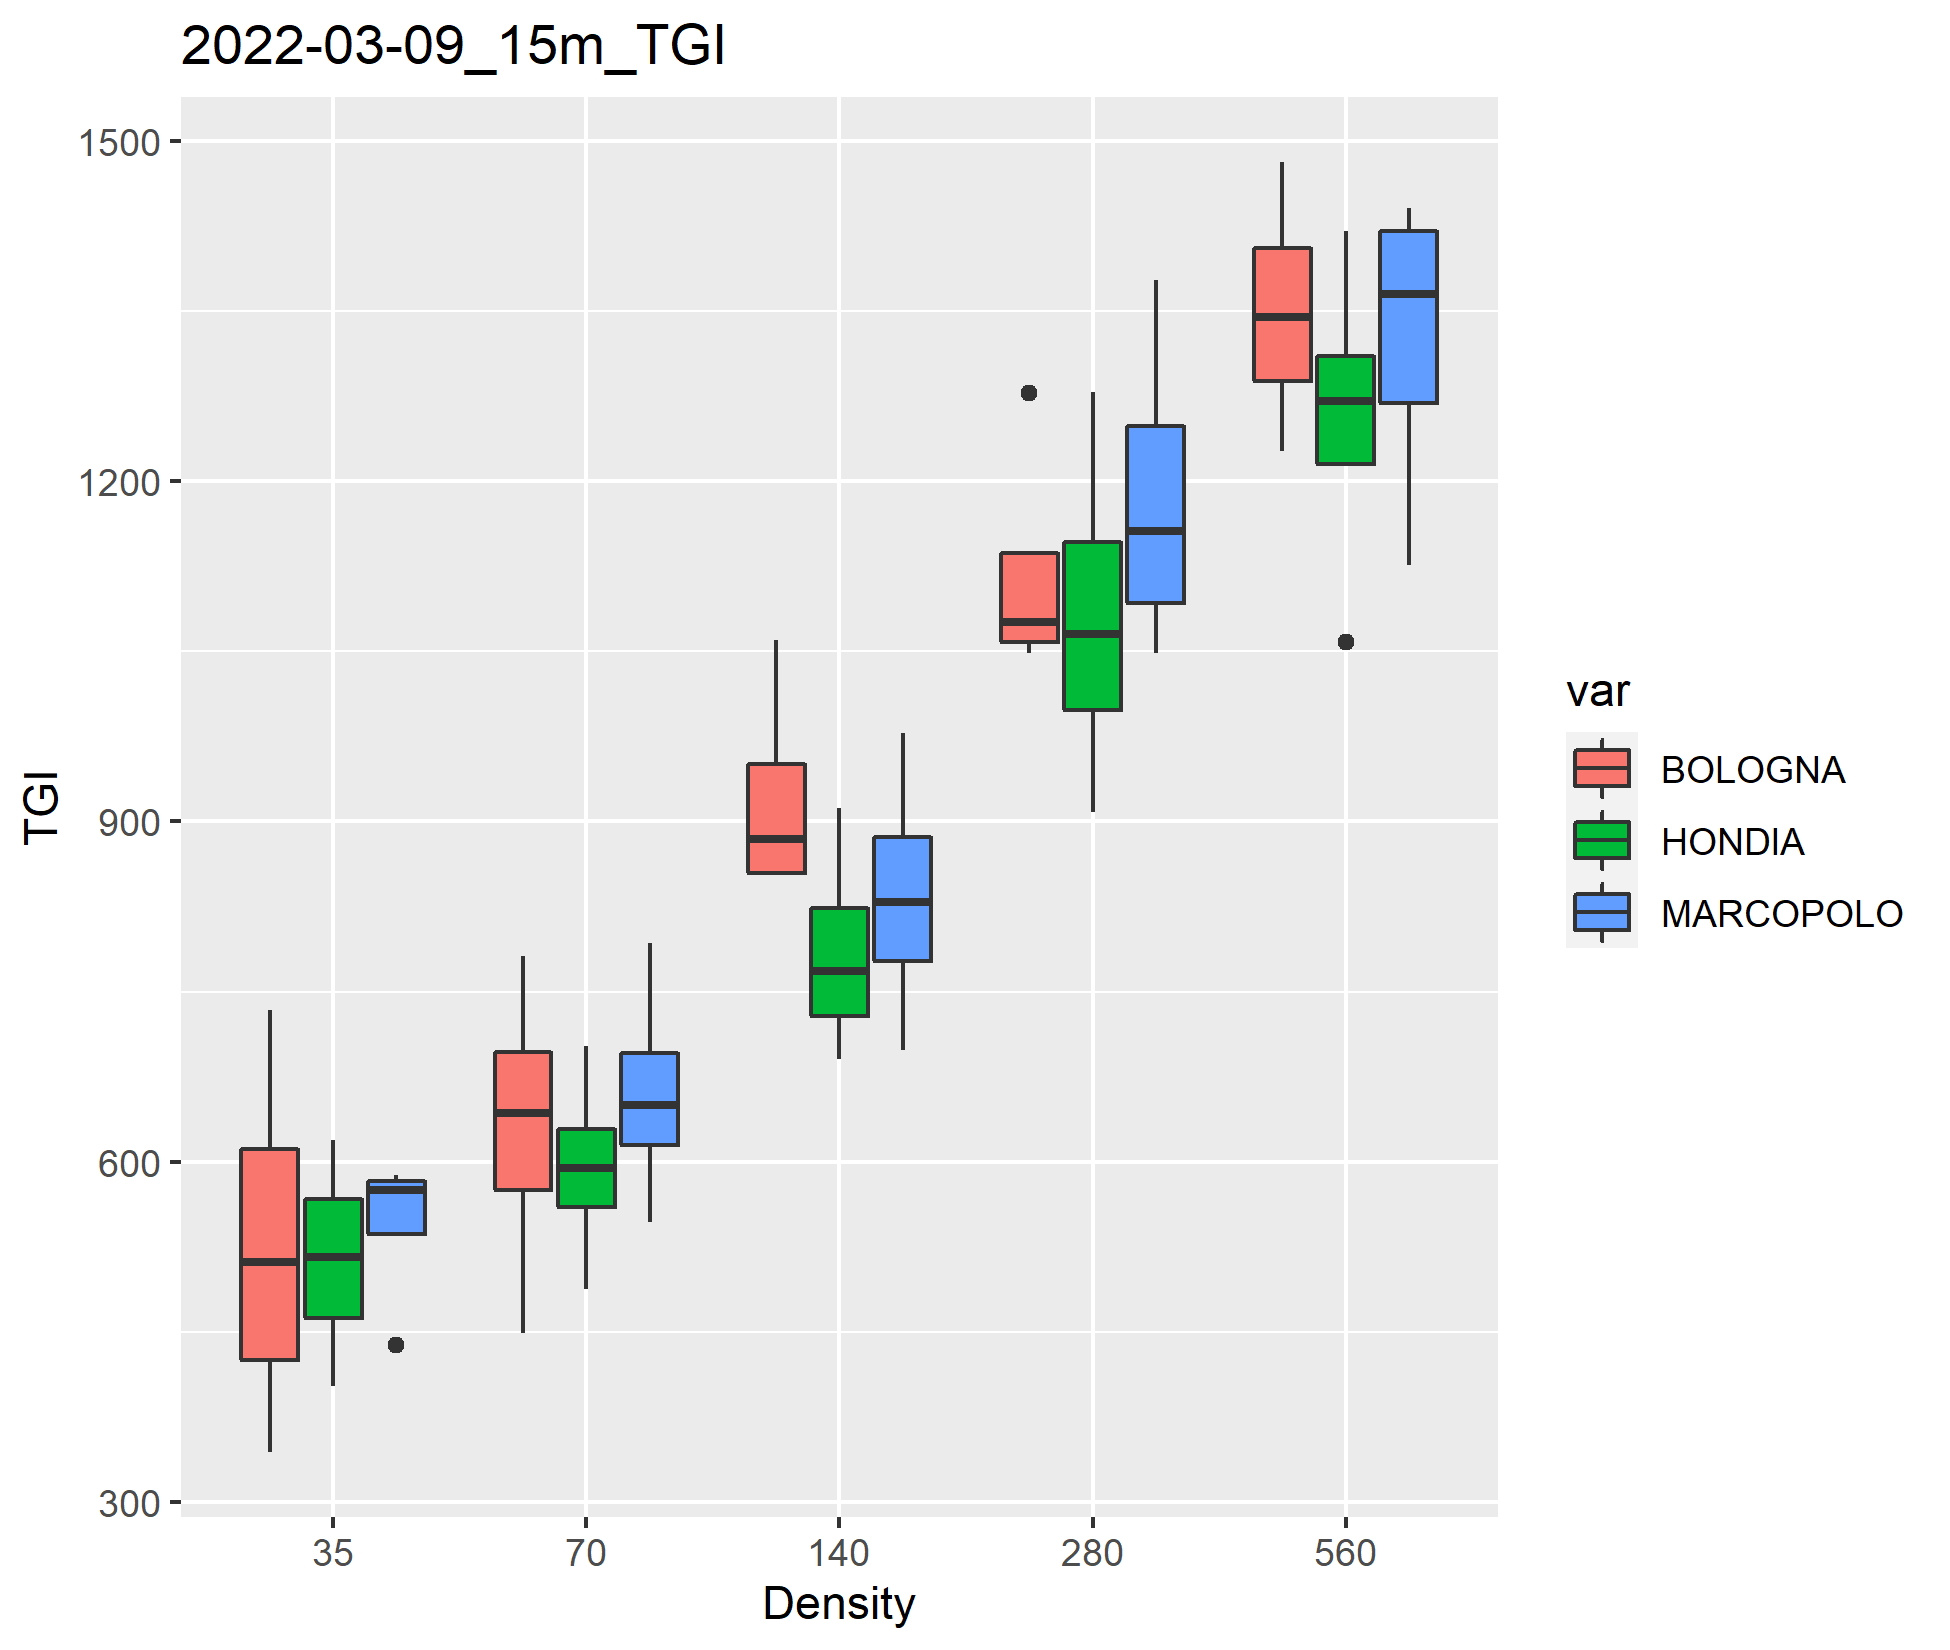 2022-03-09_15m_TGI
1500
1200
900
600
300
TGI
35 70 140 280 560
Density
var
BOLOGNA
HONDIA
MARCOPOLO